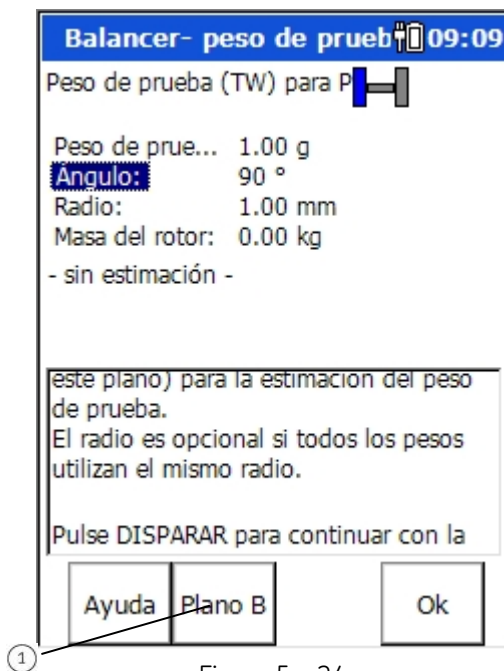 Balancer- peso de prueb 09:09
Peso de prueba (TW) para P
Peso de prue... 1.00 g
Ángulo: 90 °
Radio: 1.00 mm
Masa del rotor: 0.00 kg
- sin estimación -
este plano) para la estimación del peso
de prueba.
El radio es opcional si todos los pesos
utilizan el mismo radio.
Pulse DISPARAR para continuar con la
Ayuda Plano B Ok
1